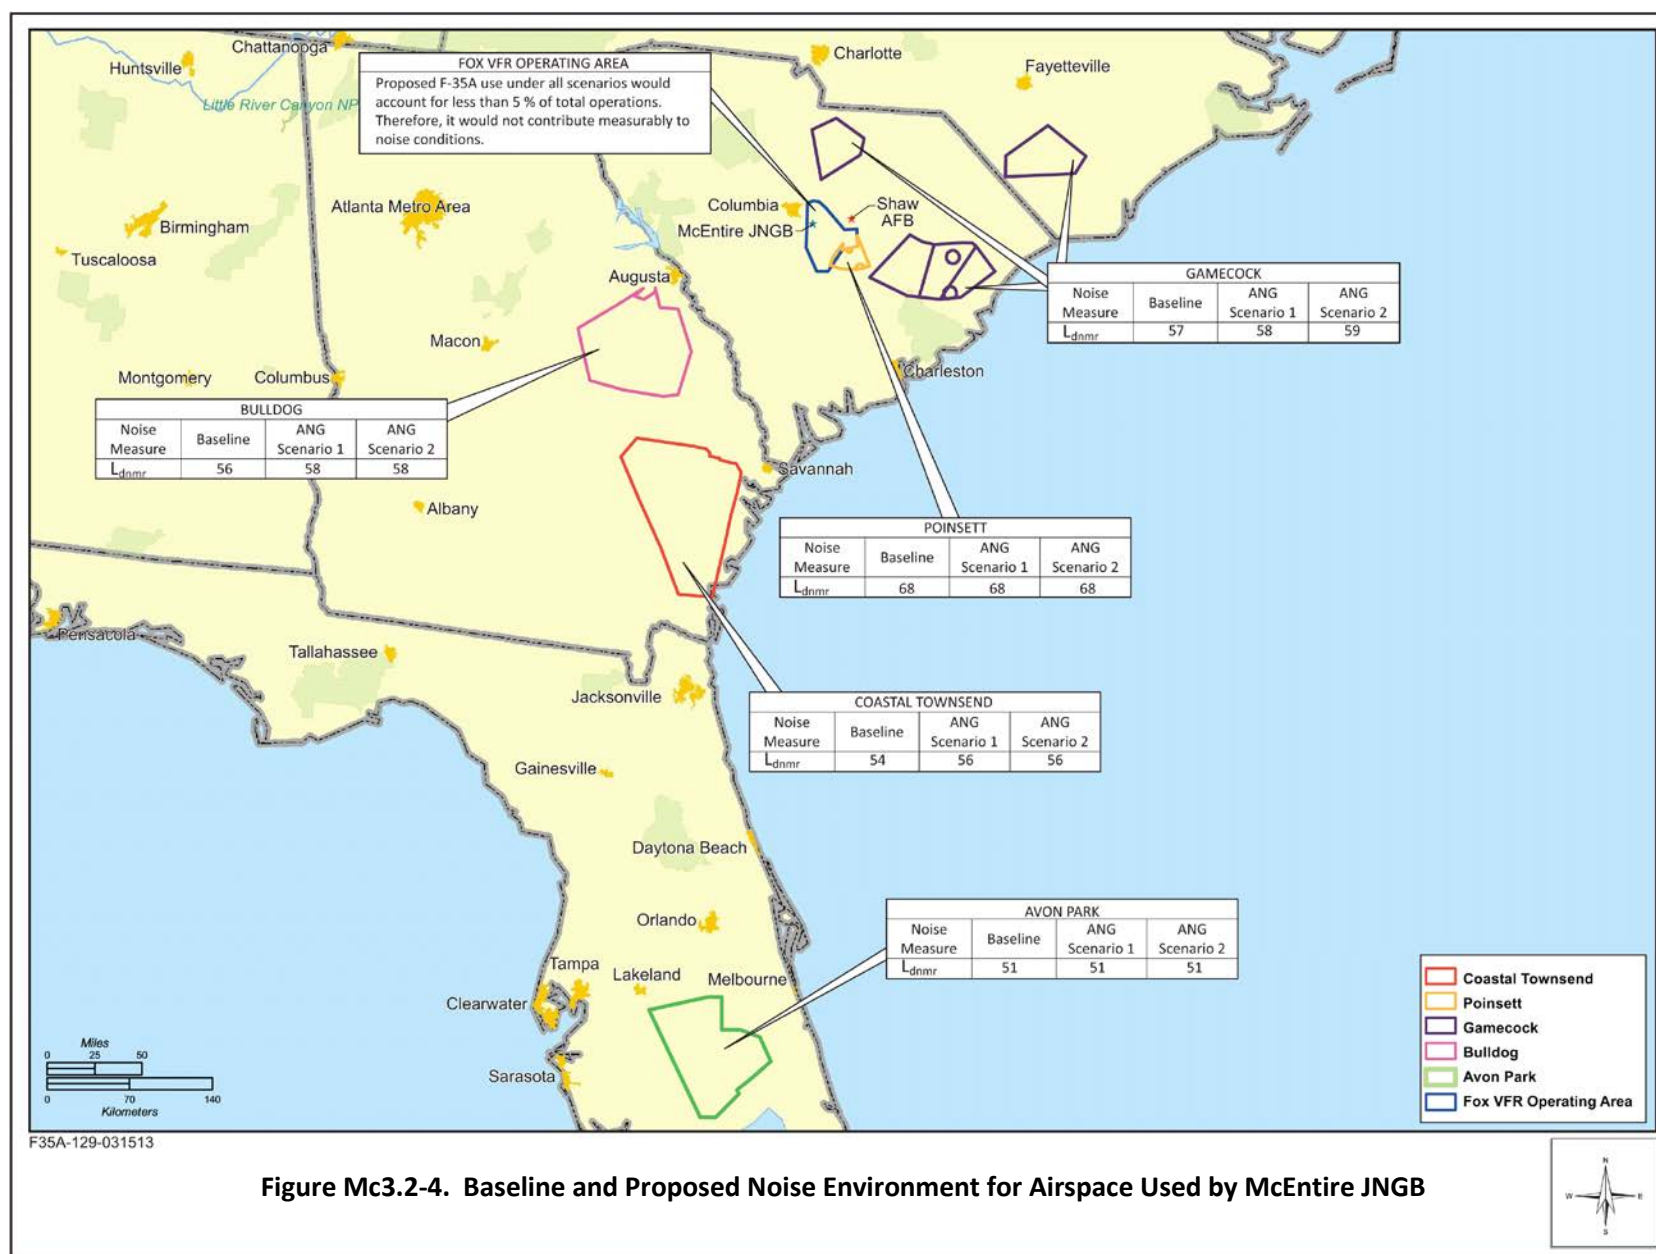 Chattanooga
Huntsville
Little River Canyon NP
FOX VFR OPERATING AREA
Proposed F-35A use under all scenarios would
account for less than 5 % of total operations.
Therefore, it would not contribute measurably to
noise conditions.
Charlotte
Fayetteville
Atlanta Metro Area
Birmingham
Tuscaloosa
Columbia
McEntire JNGB
Shaw
AFB
Augusta
GAMECOCK
Noise Measure Baseline ANG Scenario 1 ANG Scenario 2
Ldnmr 57 58 59
Macon
Montgomery
Columbus
Charleston
BULLDOG
Noise Measure Baseline ANG Scenario 1 ANG Scenario 2
Ldnmr 56 58 58
Savannah
Albany
POINSETT
Noise Measure Baseline ANG Scenario 1 ANG Scenario 2
Ldnmr 68 68 68
Pensacola
Tallahassee
Jacksonville
COASTAL TOWNSEND
Noise Measure Baseline ANG Scenario 1 ANG Scenario 2
Ldnmr 54 56 56
Gainesville
Daytona Beach
Orlando
AVON PARK
Noise Measure Baseline ANG Scenario 1 ANG Scenario 2
Ldnmr 51 51 51
Tampa
Lakeland
Melbourne
Clearwater
Sarasota
Miles
0 25 50
0 70 140
Kilometers
Coastal Townsend
Poinsett
Gamecock
Bulldog
Avon Park
Fox VFR Operating Area
F35A-129-031513
Figure Mc3.2-4. Baseline and Proposed Noise Environment for Airspace Used by McEntire JNGB
N
W E
S